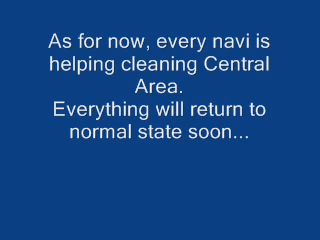 As for now, every navi is
helping cleaning Central
Area.
Everything will return to
normal state soon...